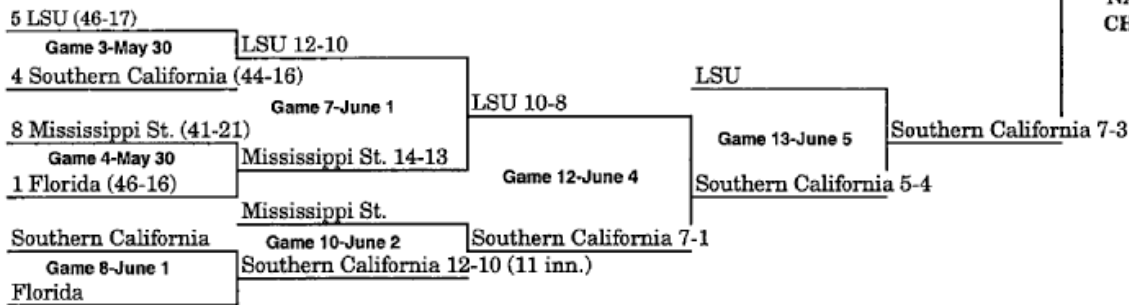 NA
CH
5 LSU (46-17)
Game 3-May 30
LSU 12-10
4 Southern California (44-16)
Game 7-June 1
LSU 10-8
LSU
8 Mississippi St. (41-21)
Game 4-May 30
Mississippi St. 14-13
1 Florida (46-16)
Game 12-June 4
Game 13-June 5
Southern California 7-3
Southern California 5-4
Mississippi St.
Southern California
Game 10-June 2
Southern California 7-1
Game 8-June 1
Southern California 12-10 (11 inn.)
Florida